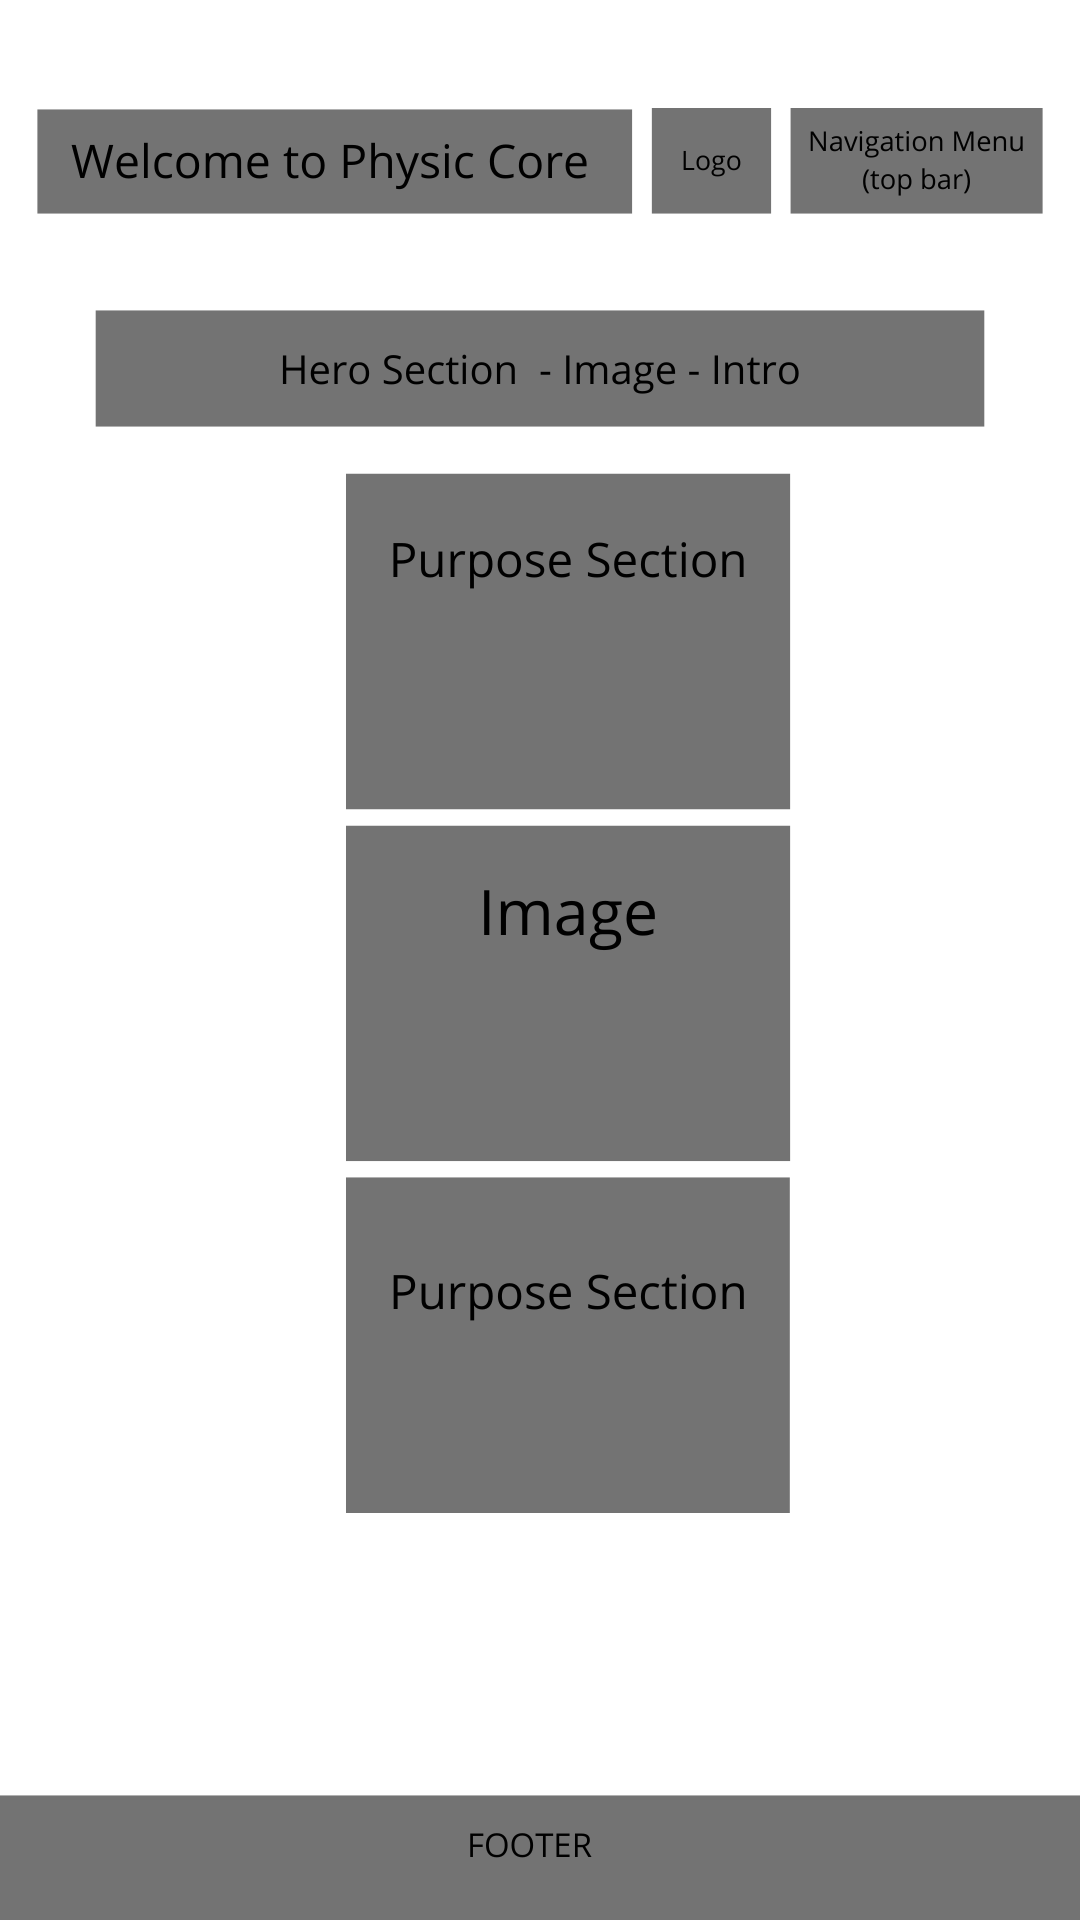 Welcome to Physic Core
Logo
Navigation Menu
(top bar)
Hero Section  - Image - Intro
Purpose Section
Image
Purpose Section
FOOTER